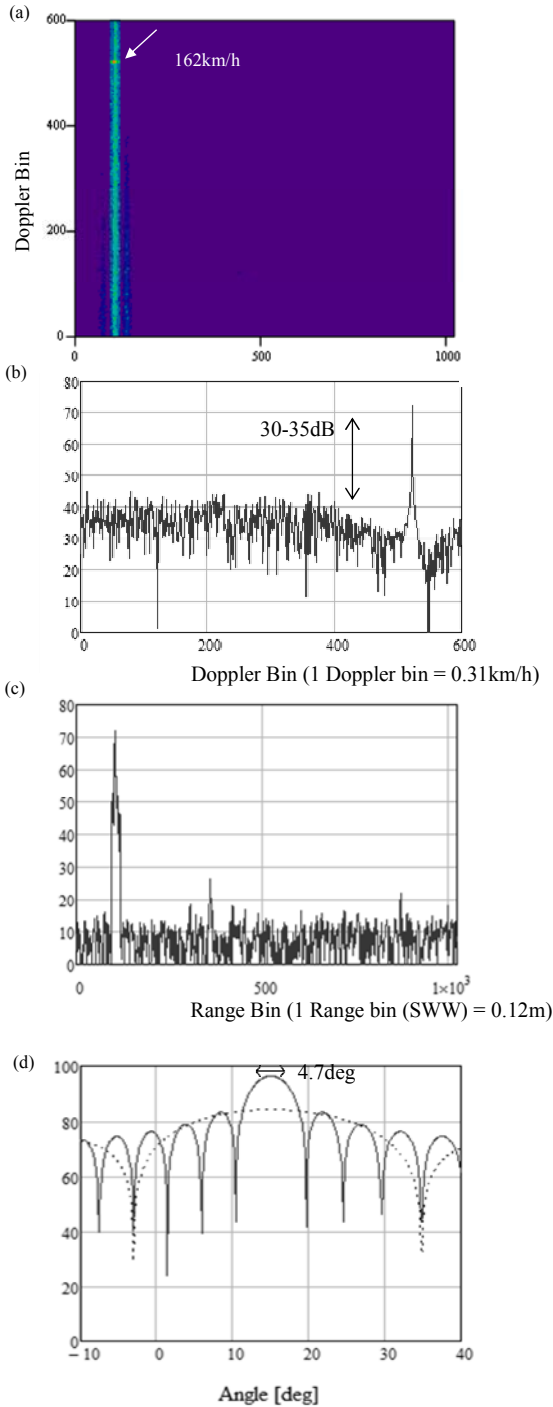 (a)
600
162km/h
400
Doppler Bin
200
0
0 500 1000
(b)
80
70
30-35dB
60
50
40
30
20
10
0
0 200 400 600
Doppler Bin (1 Doppler bin = 0.31km/h)
(c)
80
70
60
50
40
30
20
10
0
0 500 1×10³
Range Bin (1 Range bin (SWW) = 0.12m)
(d)
100
4.7deg
80
60
40
20
0
−10 0 10 20 30 40
Angle [deg]